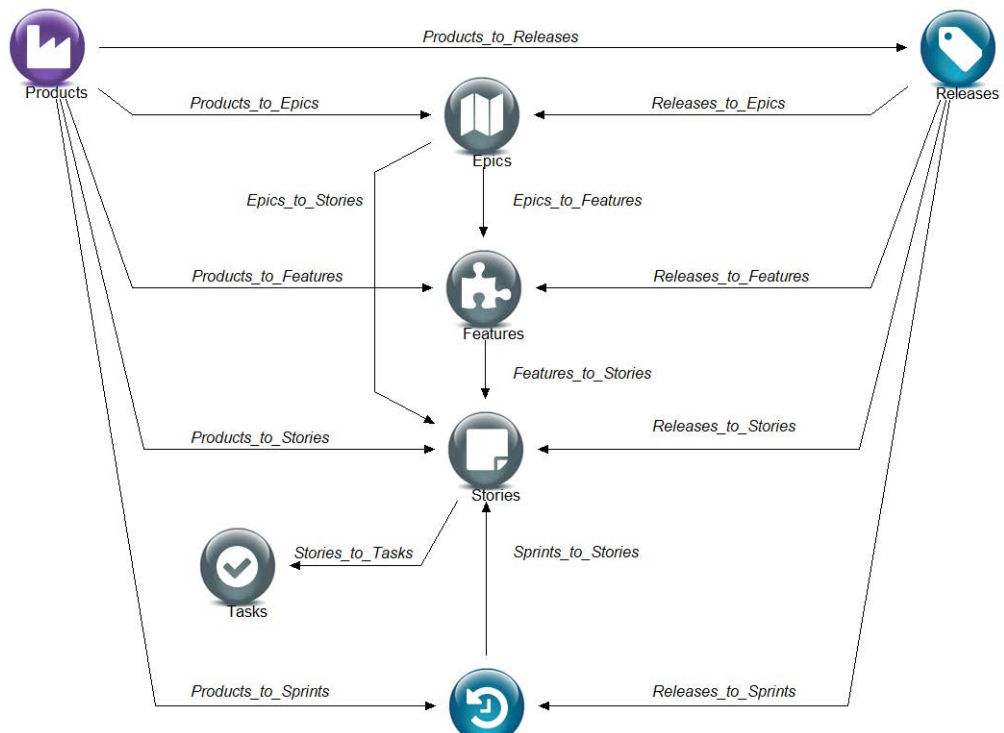 Products_to_Releases
Products
Releases
Products_to_Epics
Releases_to_Epics
Epics
Epics_to_Stories
Epics_to_Features
Products_to_Features
Releases_to_Features
Features
Features_to_Stories
Products_to_Stories
Releases_to_Stories
Stories
Stories_to_Tasks
Sprints_to_Stories
Tasks
Products_to_Sprints
Releases_to_Sprints